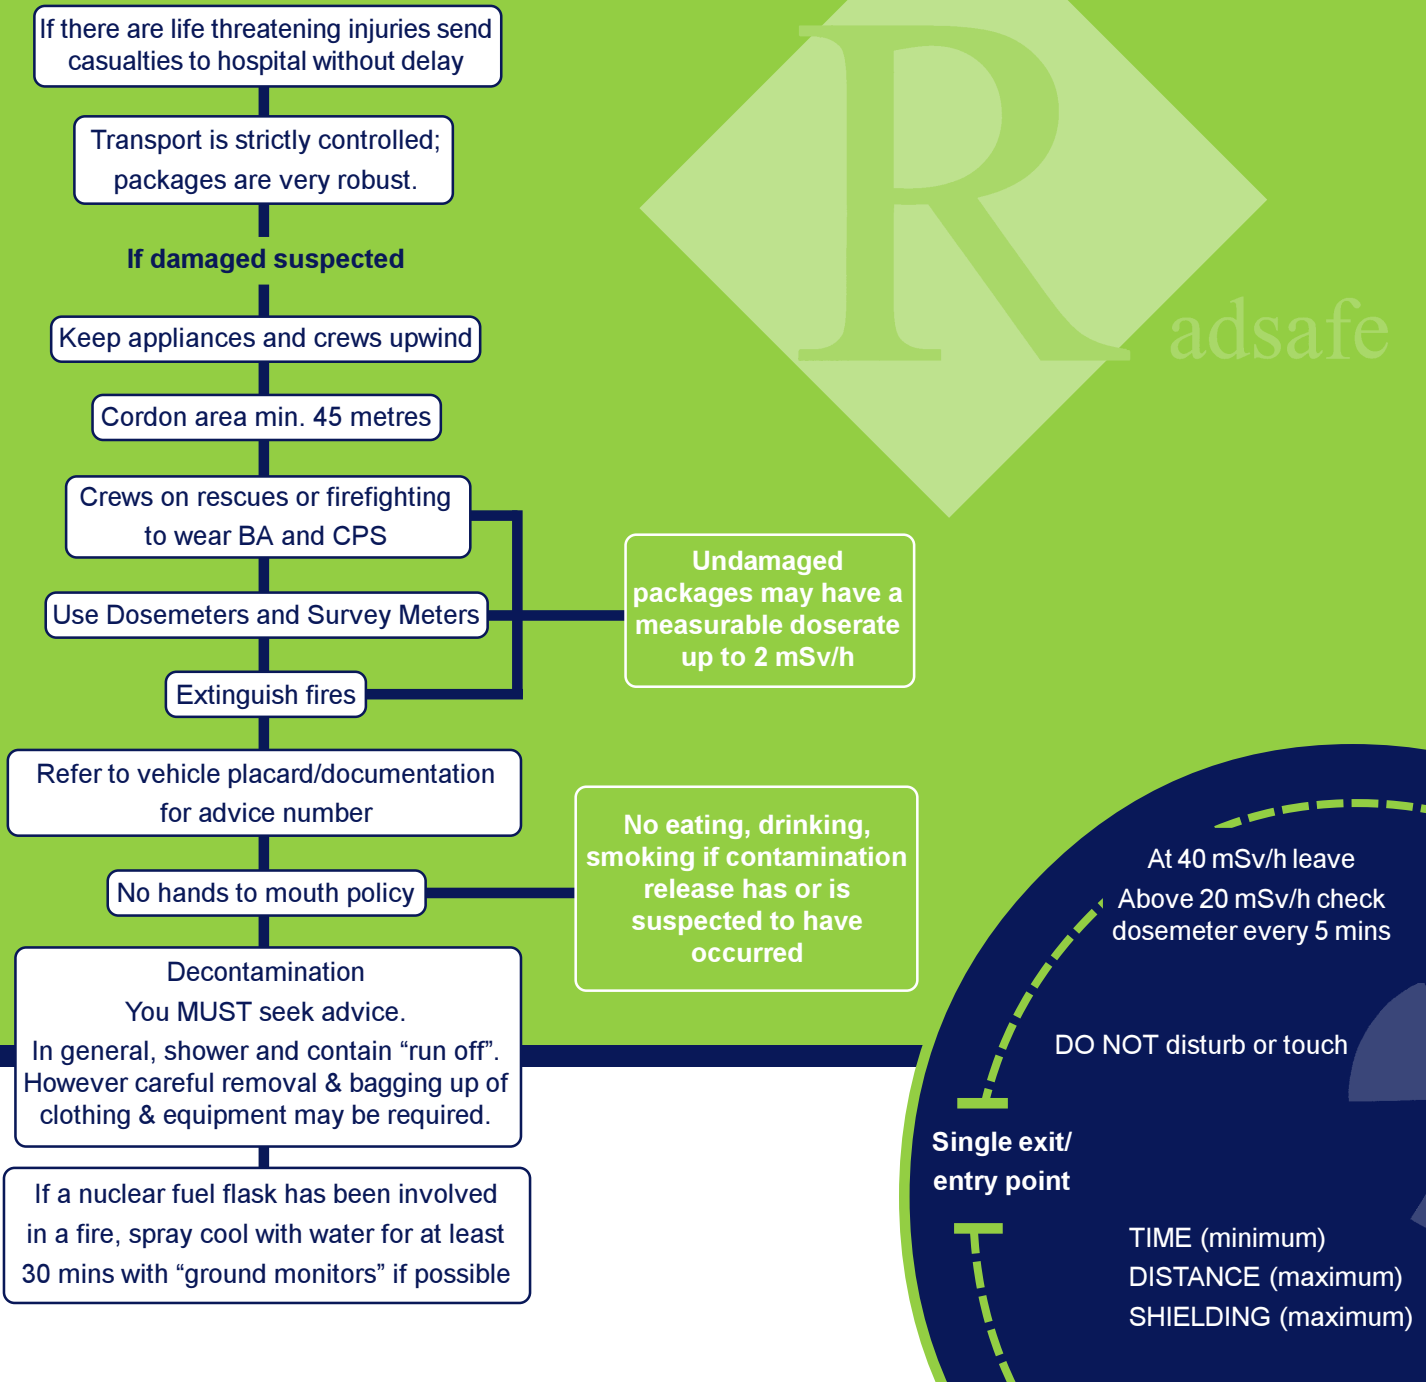 If there are life threatening injuries send
casualties to hospital without delay
Transport is strictly controlled;
packages are very robust.
If damaged suspected
Keep appliances and crews upwind
Cordon area min. 45 metres
Crews on rescues or firefighting
to wear BA and CPS
Use Dosemeters and Survey Meters
Extinguish fires
Refer to vehicle placard/documentation
for advice number
No hands to mouth policy
Decontamination
You MUST seek advice.
In general, shower and contain “run off”.
However careful removal & bagging up of
clothing & equipment may be required.
If a nuclear fuel flask has been involved
in a fire, spray cool with water for at least
30 mins with “ground monitors” if possible
Undamaged
packages may have a
measurable doserate
up to 2 mSv/h
No eating, drinking,
smoking if contamination
release has or is
suspected to have
occurred
Radsafe
At 40 mSv/h leave
Above 20 mSv/h check
dosemeter every 5 mins
DO NOT disturb or touch
Single exit/
entry point
TIME (minimum)
DISTANCE (maximum)
SHIELDING (maximum)